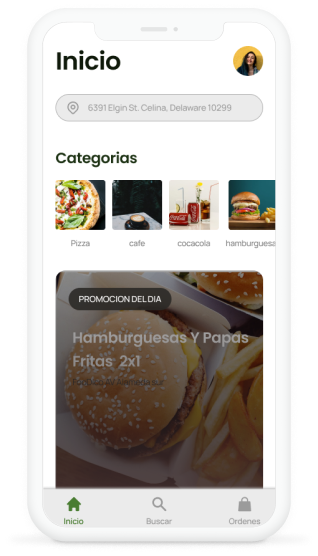 Inicio
6391 Elgin St. Celina, Delaware 10299
Categorias
Pizza
cafe
cocacola
hamburguesa
PROMOCION DEL DIA
Hamburguesas Y Papas
Fritas 2x1
Inicio
Buscar
Ordenes